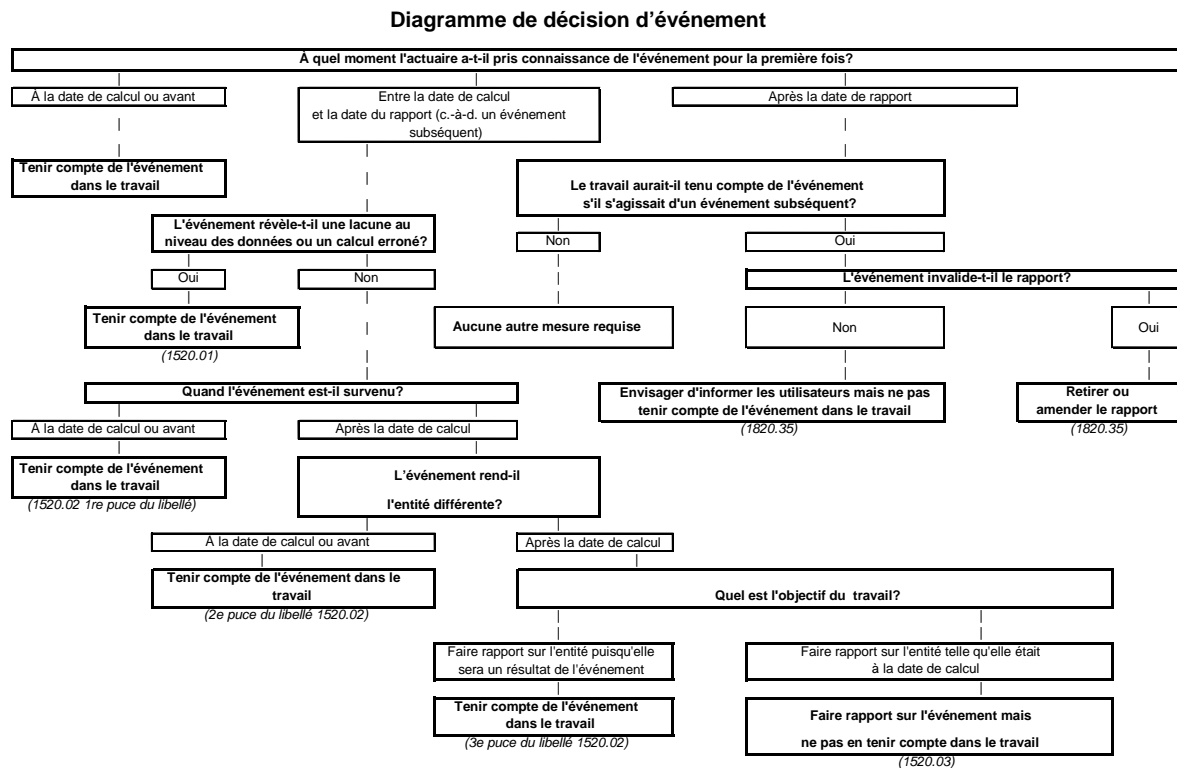 Diagramme de décision d'événement
À quel moment l'actuaire a-t-il pris connaissance de l'événement pour la première fois?
À la date de calcul ou avant
Entre la date de calcul
et la date du rapport (c.-à-d. un événement
subséquent)
Après la date de rapport
Tenir compte de l'événement
dans le travail
Le travail aurait-il tenu compte de l'événement
s'il s'agissait d'un événement subséquent?
L'événement révèle-t-il une lacune au
niveau des données ou un calcul erroné?
Non
Oui
Oui
Non
L'événement invalide-t-il le rapport?
Tenir compte de l'événement
dans le travail
(1520.01)
Aucune autre mesure requise
Non
Oui
Quand l'événement est-il survenu?
Envisager d'informer les utilisateurs mais ne pas
tenir compte de l'événement dans le travail
(1820.35)
Retirer ou
amender le rapport
(1820.35)
À la date de calcul ou avant
Après la date de calcul
Tenir compte de l'événement
dans le travail
(1520.02 1re puce du libellé)
L'événement rend-il
l'entité différente?
À la date de calcul ou avant
Après la date de calcul
Tenir compte de l'événement dans le
travail
(2e puce du libellé 1520.02)
Quel est l'objectif du travail?
Faire rapport sur l'entité puisqu'elle
sera un résultat de l'événement
Faire rapport sur l'entité telle qu'elle était
à la date de calcul
Tenir compte de l'événement
dans le travail
(3e puce du libellé 1520.02)
Faire rapport sur l'événement mais
ne pas en tenir compte dans le travail
(1520.03)